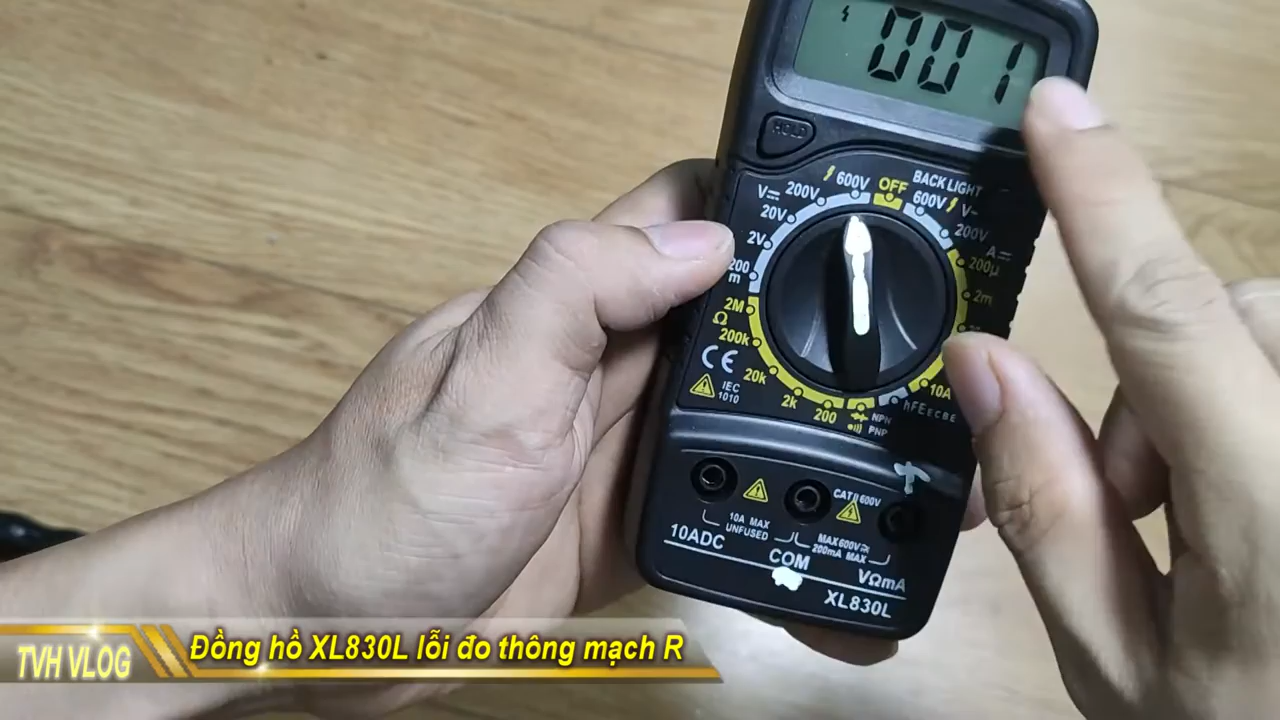 001
HOLD
BACK LIGHT
OFF
600V
200V
V⎓
20V
2V
200
m
600V
V~
200V
A⎓
200µ
2m
2M
Ω
200k
20k
2k
200
10A
hFE ECBE
NPN
PNP
CE
IEC
1010
10A MAX
UNFUSED
CAT II 600V
MAX 600V
200mA MAX
10ADC
COM
VΩmA
XL830L
TVH VLOG
Đồng hồ XL830L lỗi đo thông mạch R